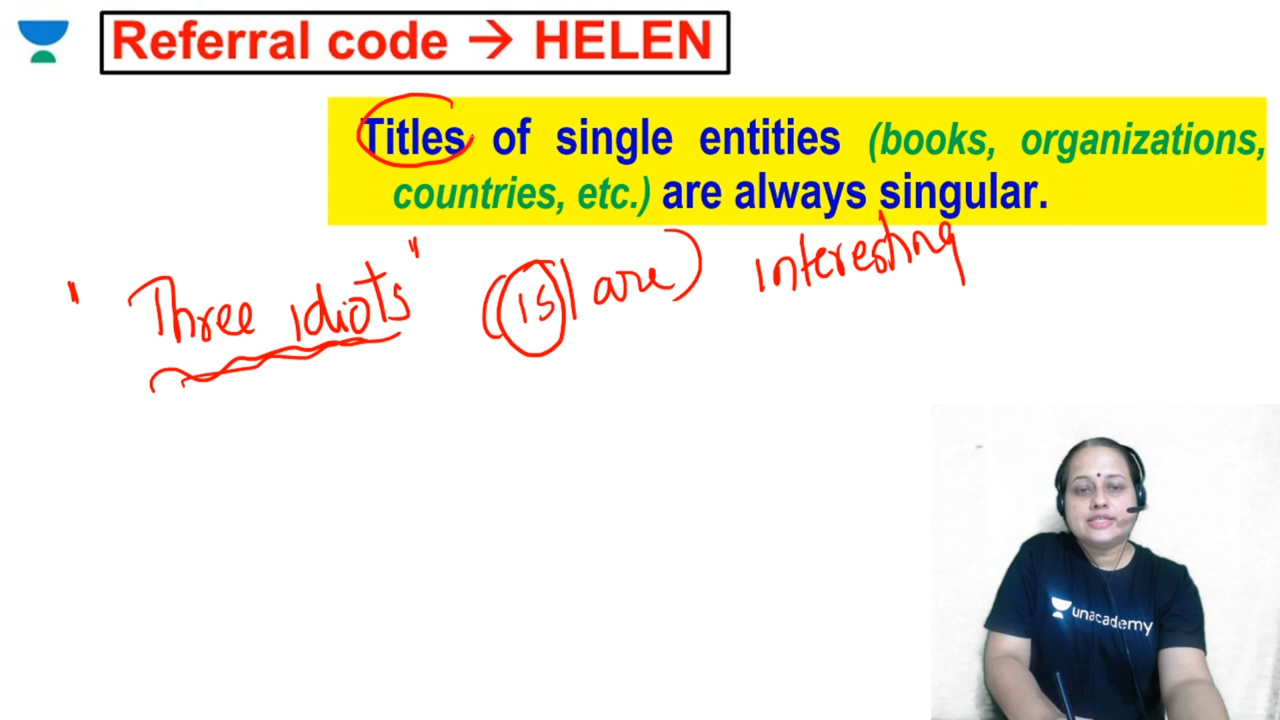 Referral code → HELEN
Titles of single entities (books, organizations,
countries, etc.) are always singular.
"Three idiots" (is/are) interesting
unacademy